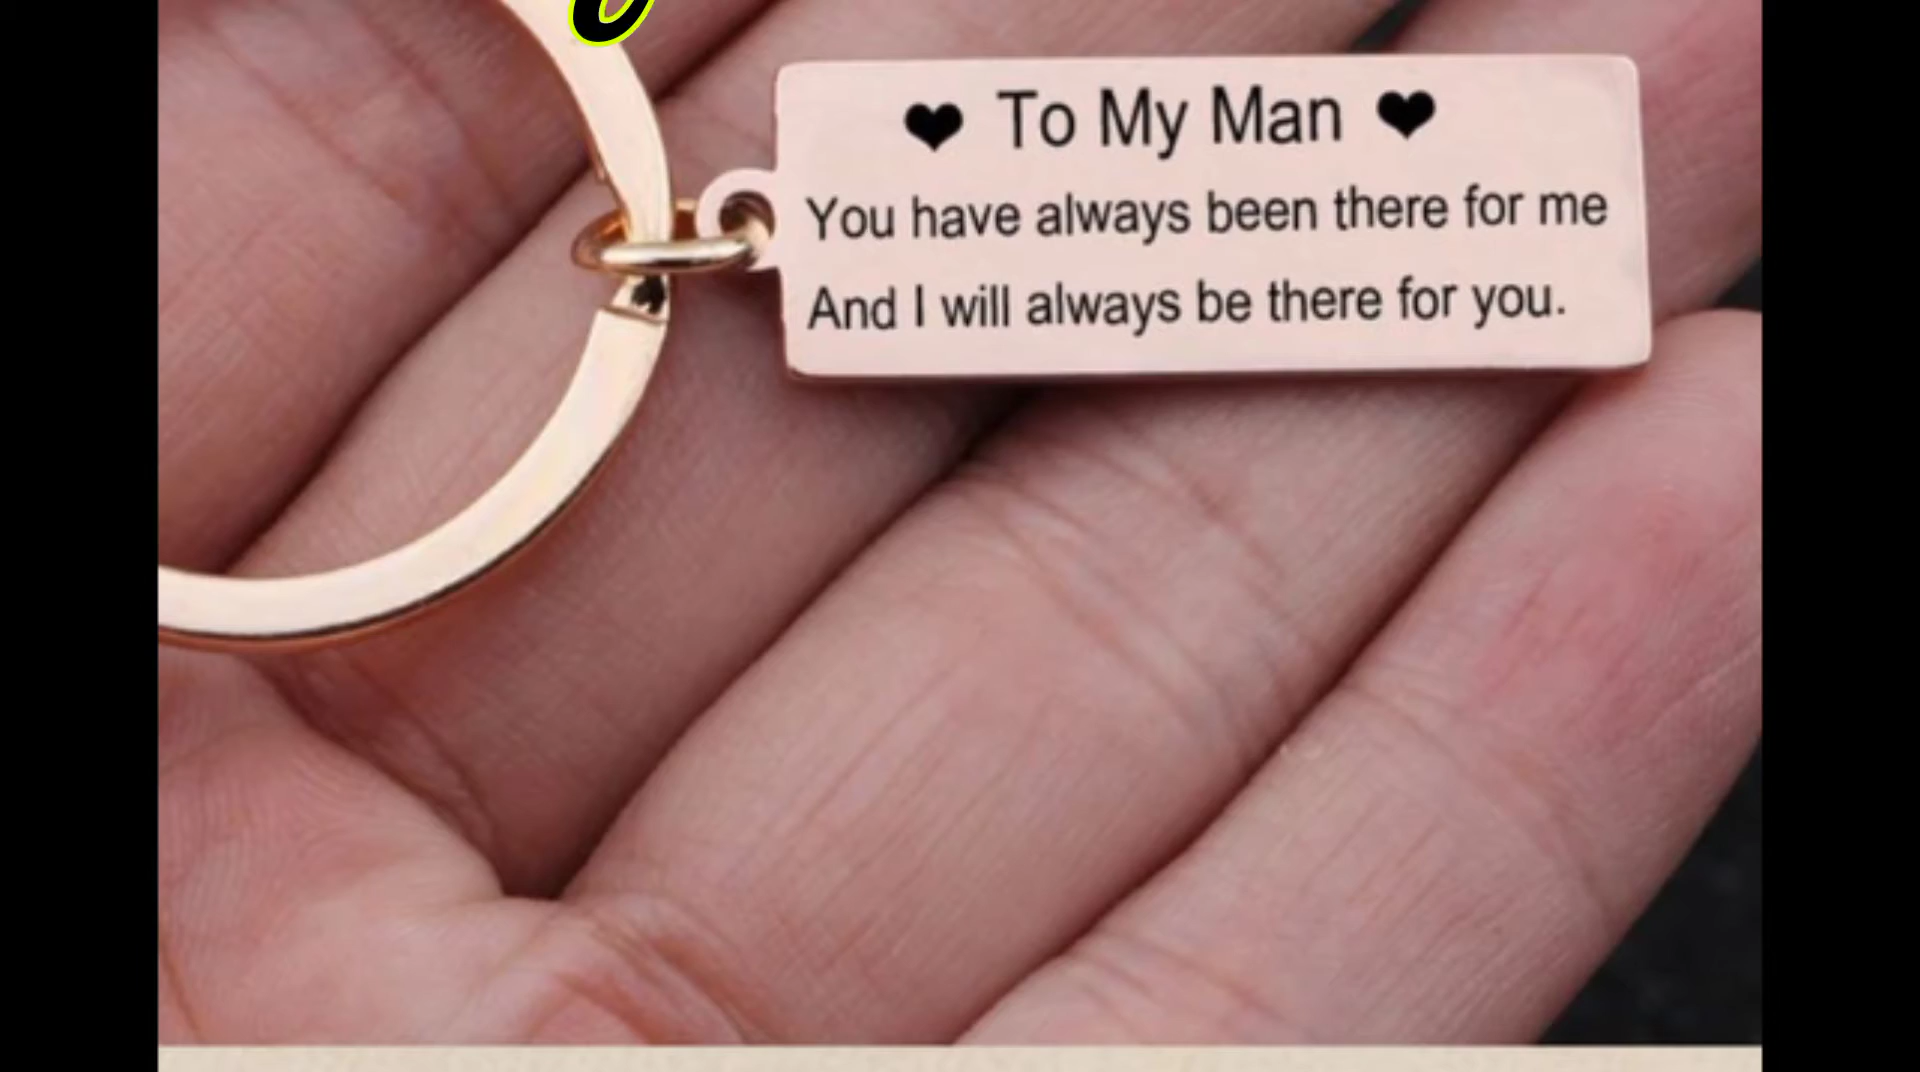 ❤ To My Man ❤
You have always been there for me
And I will always be there for you.